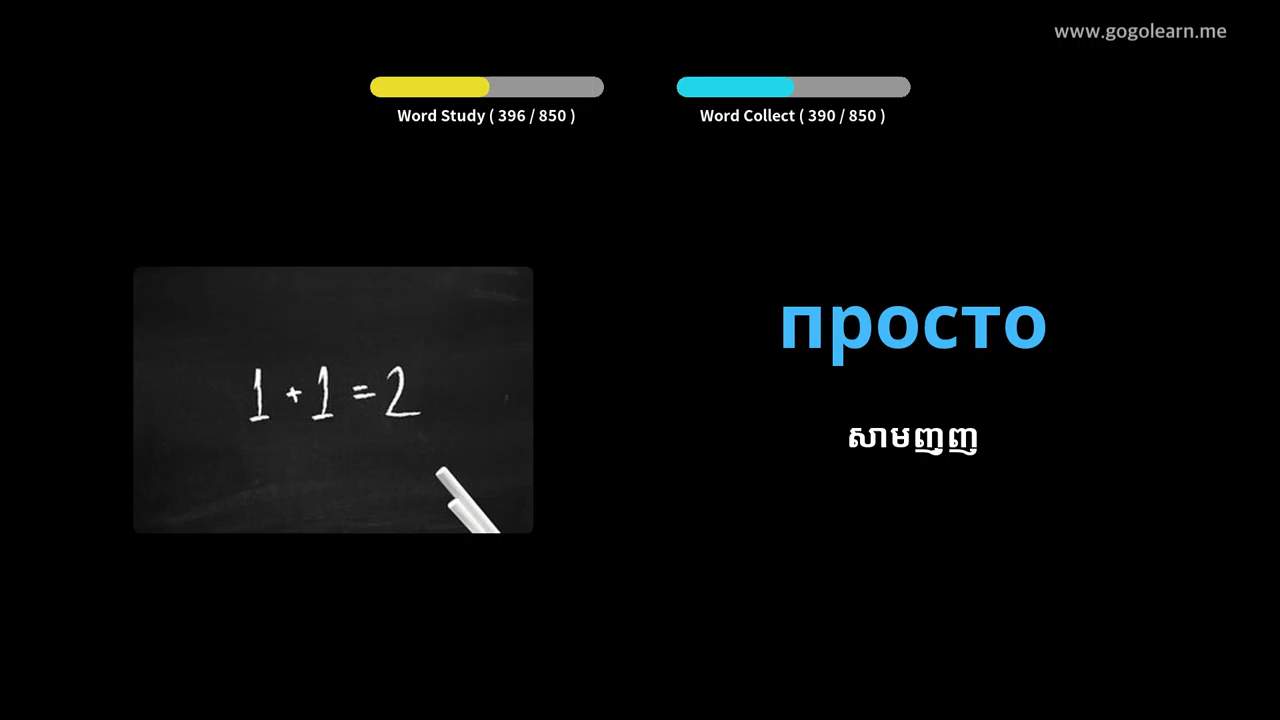 www.gogolearn.me
Word Study ( 396 / 850 )
Word Collect ( 390 / 850 )
1 + 1 = 2
просто
សាមញ្ញ